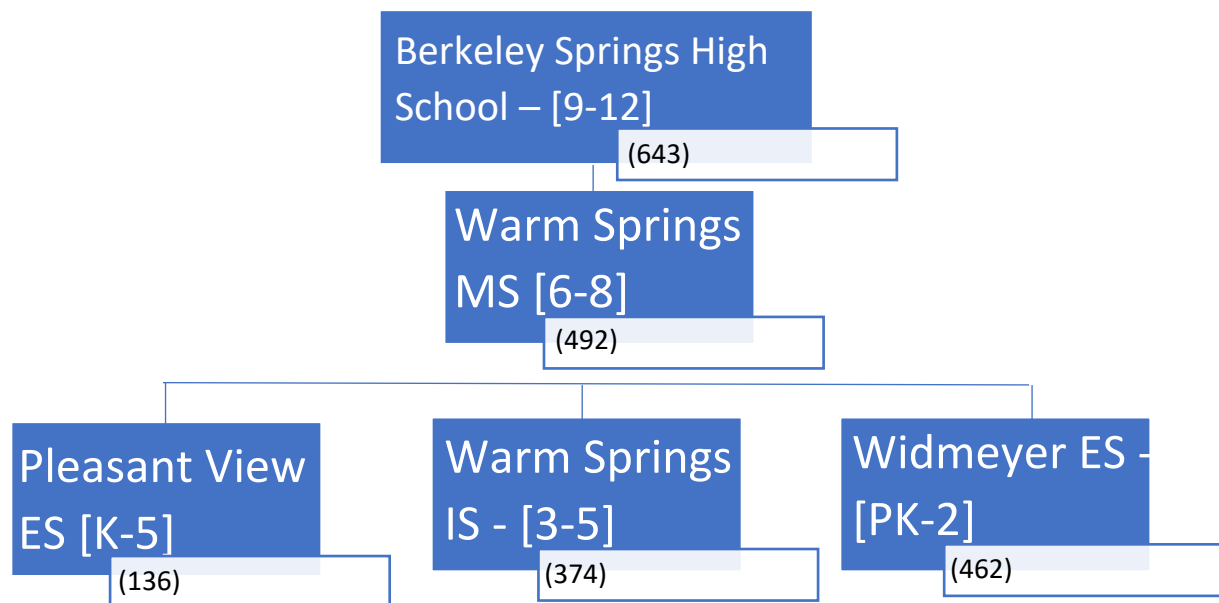 Berkeley Springs High
School – [9-12]
(643)
Warm Springs
MS [6-8]
(492)
Pleasant View
ES [K-5]
(136)
Warm Springs
IS - [3-5]
(374)
Widmeyer ES -
[PK-2]
(462)